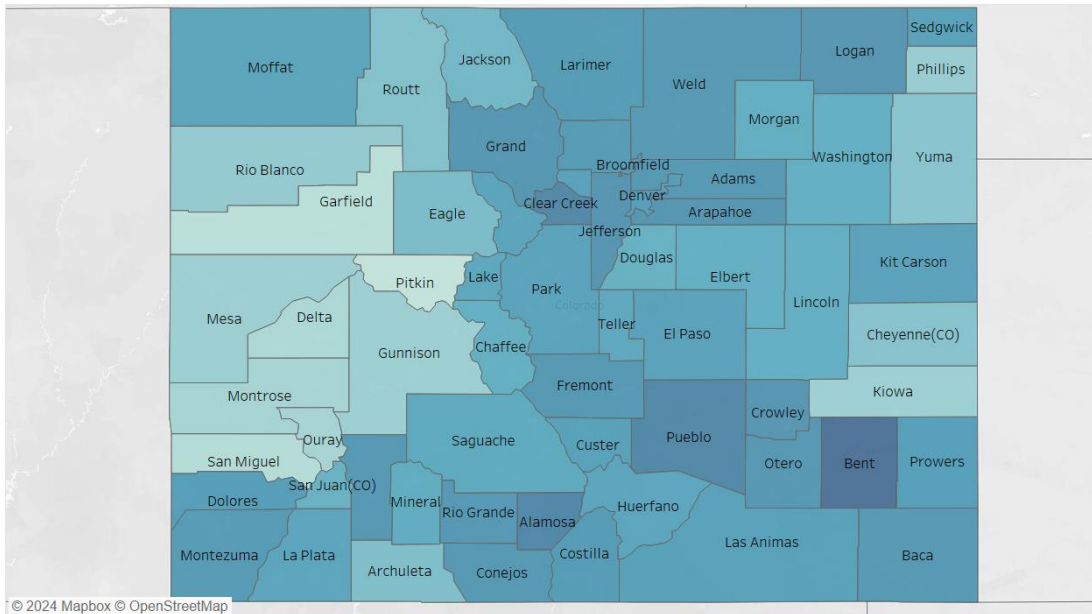 Sedgwick
Logan
Moffat
Jackson
Larimer
Phillips
Weld
Routt
Morgan
Grand
Washington
Yuma
Rio Blanco
Broomfield
Adams
Denver
Garfield
Clear Creek
Arapahoe
Eagle
Jefferson
Douglas
Kit Carson
Elbert
Lake
Pitkin
Park
Lincoln
Colorado
Mesa
Delta
Teller
El Paso
Cheyenne(CO)
Chaffee
Gunnison
Fremont
Kiowa
Montrose
Crowley
Pueblo
Ouray
Saguache
Custer
San Miguel
Otero
Bent
Prowers
San Juan(CO)
Dolores
Mineral
Huerfano
Rio Grande
Alamosa
Las Animas
Montezuma
La Plata
Costilla
Baca
Archuleta
Conejos
© 2024 Mapbox © OpenStreetMap